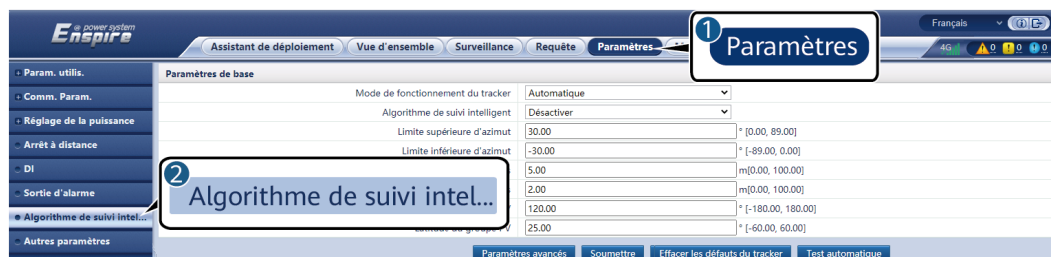 e power system
Enspire
Français
Assistant de déploiement Vue d'ensemble Surveillance Requête Paramètres
1 Paramètres
4G 0 0 0
Param. utilis.
Comm. Param.
Réglage de la puissance
Arrêt à distance
DI
Sortie d'alarme
Algorithme de suivi intel...
Autres paramètres
Paramètres de base
Mode de fonctionnement du tracker Automatique
Algorithme de suivi intelligent Désactiver
Limite supérieure d'azimut 30.00 ° [0.00, 89.00]
Limite inférieure d'azimut -30.00 ° [-89.00, 0.00]
5.00 m[0.00, 100.00]
2.00 m[0.00, 100.00]
120.00 ° [-180.00, 180.00]
25.00 ° [-60.00, 60.00]
2 Algorithme de suivi intel...
Paramètres avancés Soumettre Effacer les défauts du tracker Test automatique